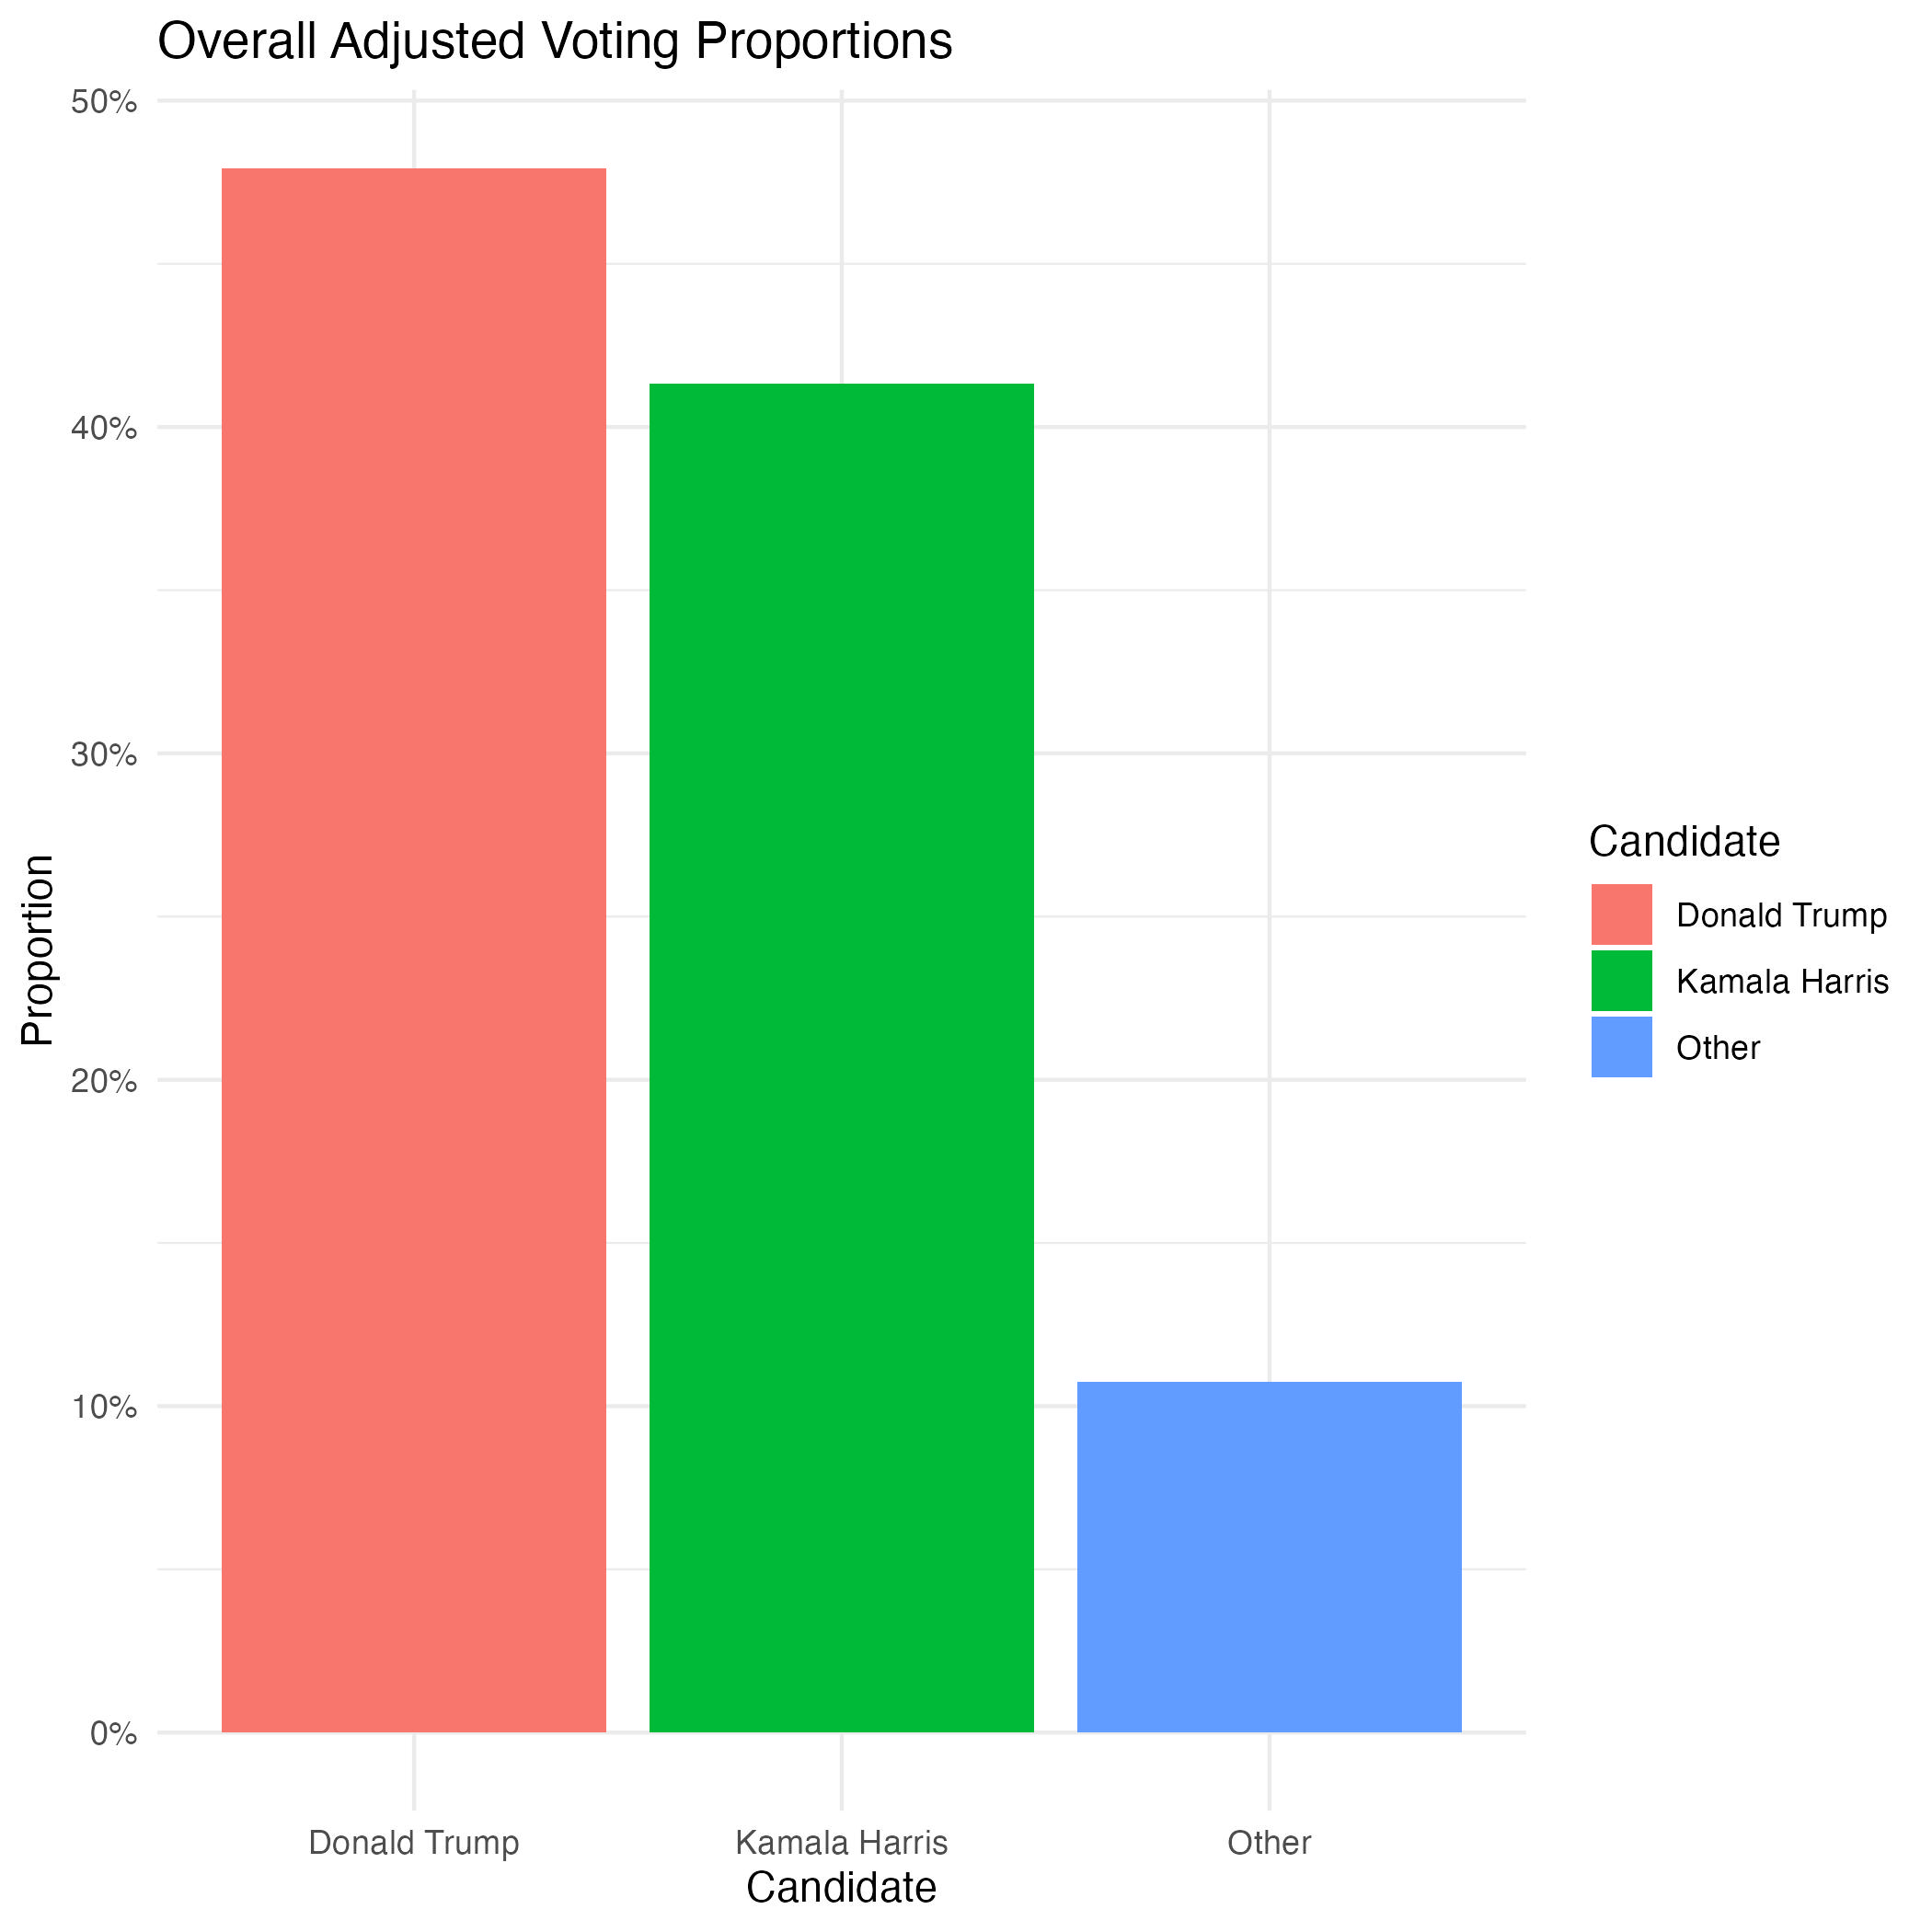 Overall Adjusted Voting Proportions
50%
40%
30%
20%
10%
0%
Proportion
Donald Trump
Kamala Harris
Other
Candidate
Candidate
Donald Trump
Kamala Harris
Other